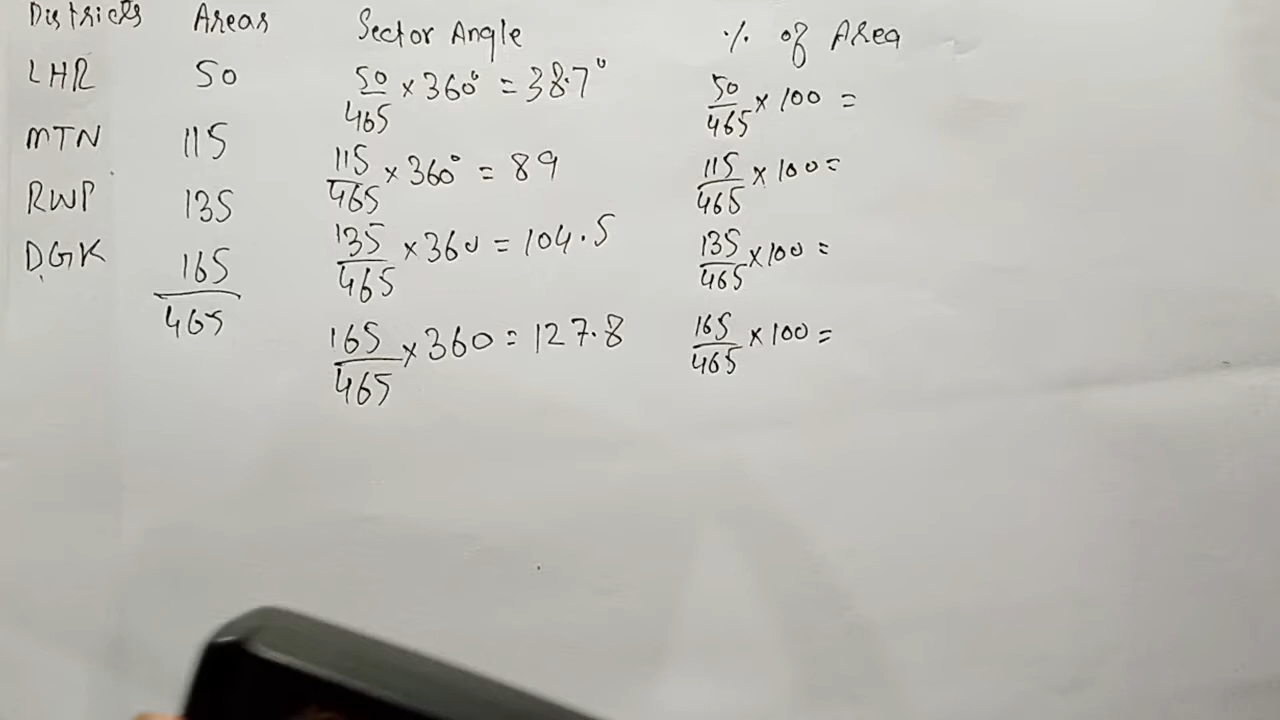 Districts Areas Sector Angle % of Area
LHR 50 50/465 × 360° = 38.7° 50/465 × 100 =
MTN 115 115/465 × 360° = 89 115/465 × 100 =
RWP 135 135/465 × 360 = 104.5 135/465 × 100 =
DGK 165 165/465 × 360 = 127.8 165/465 × 100 =
465